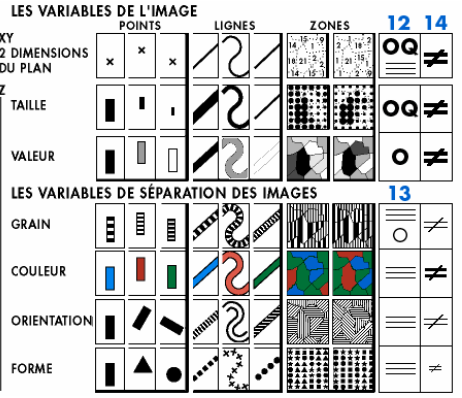 LES VARIABLES DE L'IMAGE
POINTS LIGNES ZONES 12 14
XY
2 DIMENSIONS
DU PLAN
OQ ≠
Z
TAILLE OQ ≠
VALEUR O ≠
LES VARIABLES DE SÉPARATION DES IMAGES 13
GRAIN ≡ O ≠
COULEUR ≡ ≠
ORIENTATION ≡ ≠
FORME ≡ ≠